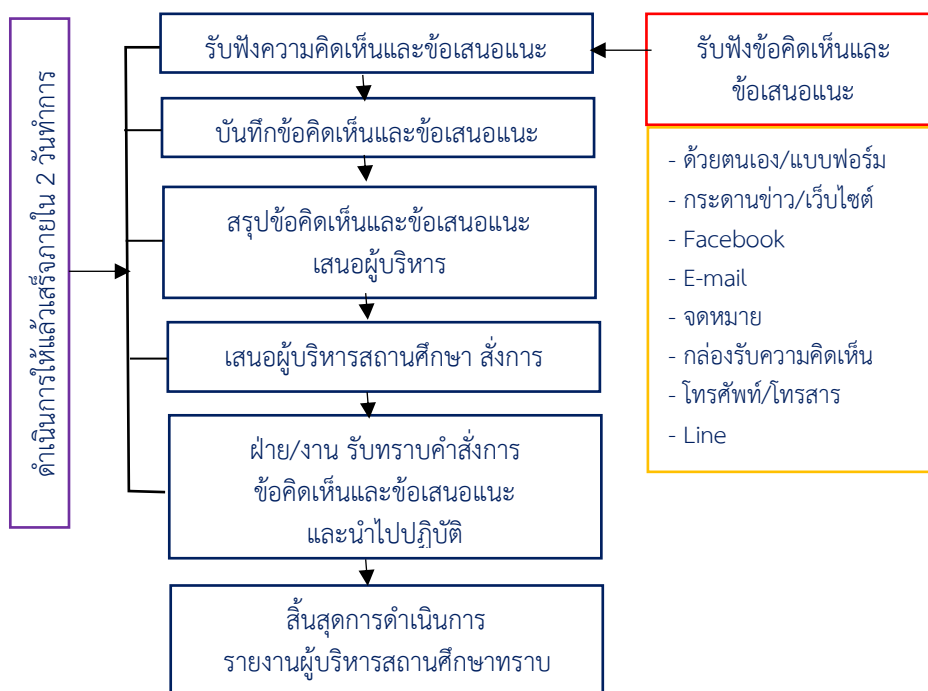 ดำเนินการให้แล้วเสร็จภายใน 2 วันทำการ
รับฟังความคิดเห็นและข้อเสนอแนะ
บันทึกข้อคิดเห็นและข้อเสนอแนะ
สรุปข้อคิดเห็นและข้อเสนอแนะ
เสนอผู้บริหาร
เสนอผู้บริหารสถานศึกษา สั่งการ
ฝ่าย/งาน รับทราบคำสั่งการ
ข้อคิดเห็นและข้อเสนอแนะ
และนำไปปฏิบัติ
สิ้นสุดการดำเนินการ
รายงานผู้บริหารสถานศึกษาทราบ
รับฟังข้อคิดเห็นและ
ข้อเสนอแนะ
- ด้วยตนเอง/แบบฟอร์ม
- กระดานข่าว/เว็บไซต์
- Facebook
- E-mail
- จดหมาย
- กล่องรับความคิดเห็น
- โทรศัพท์/โทรสาร
- Line